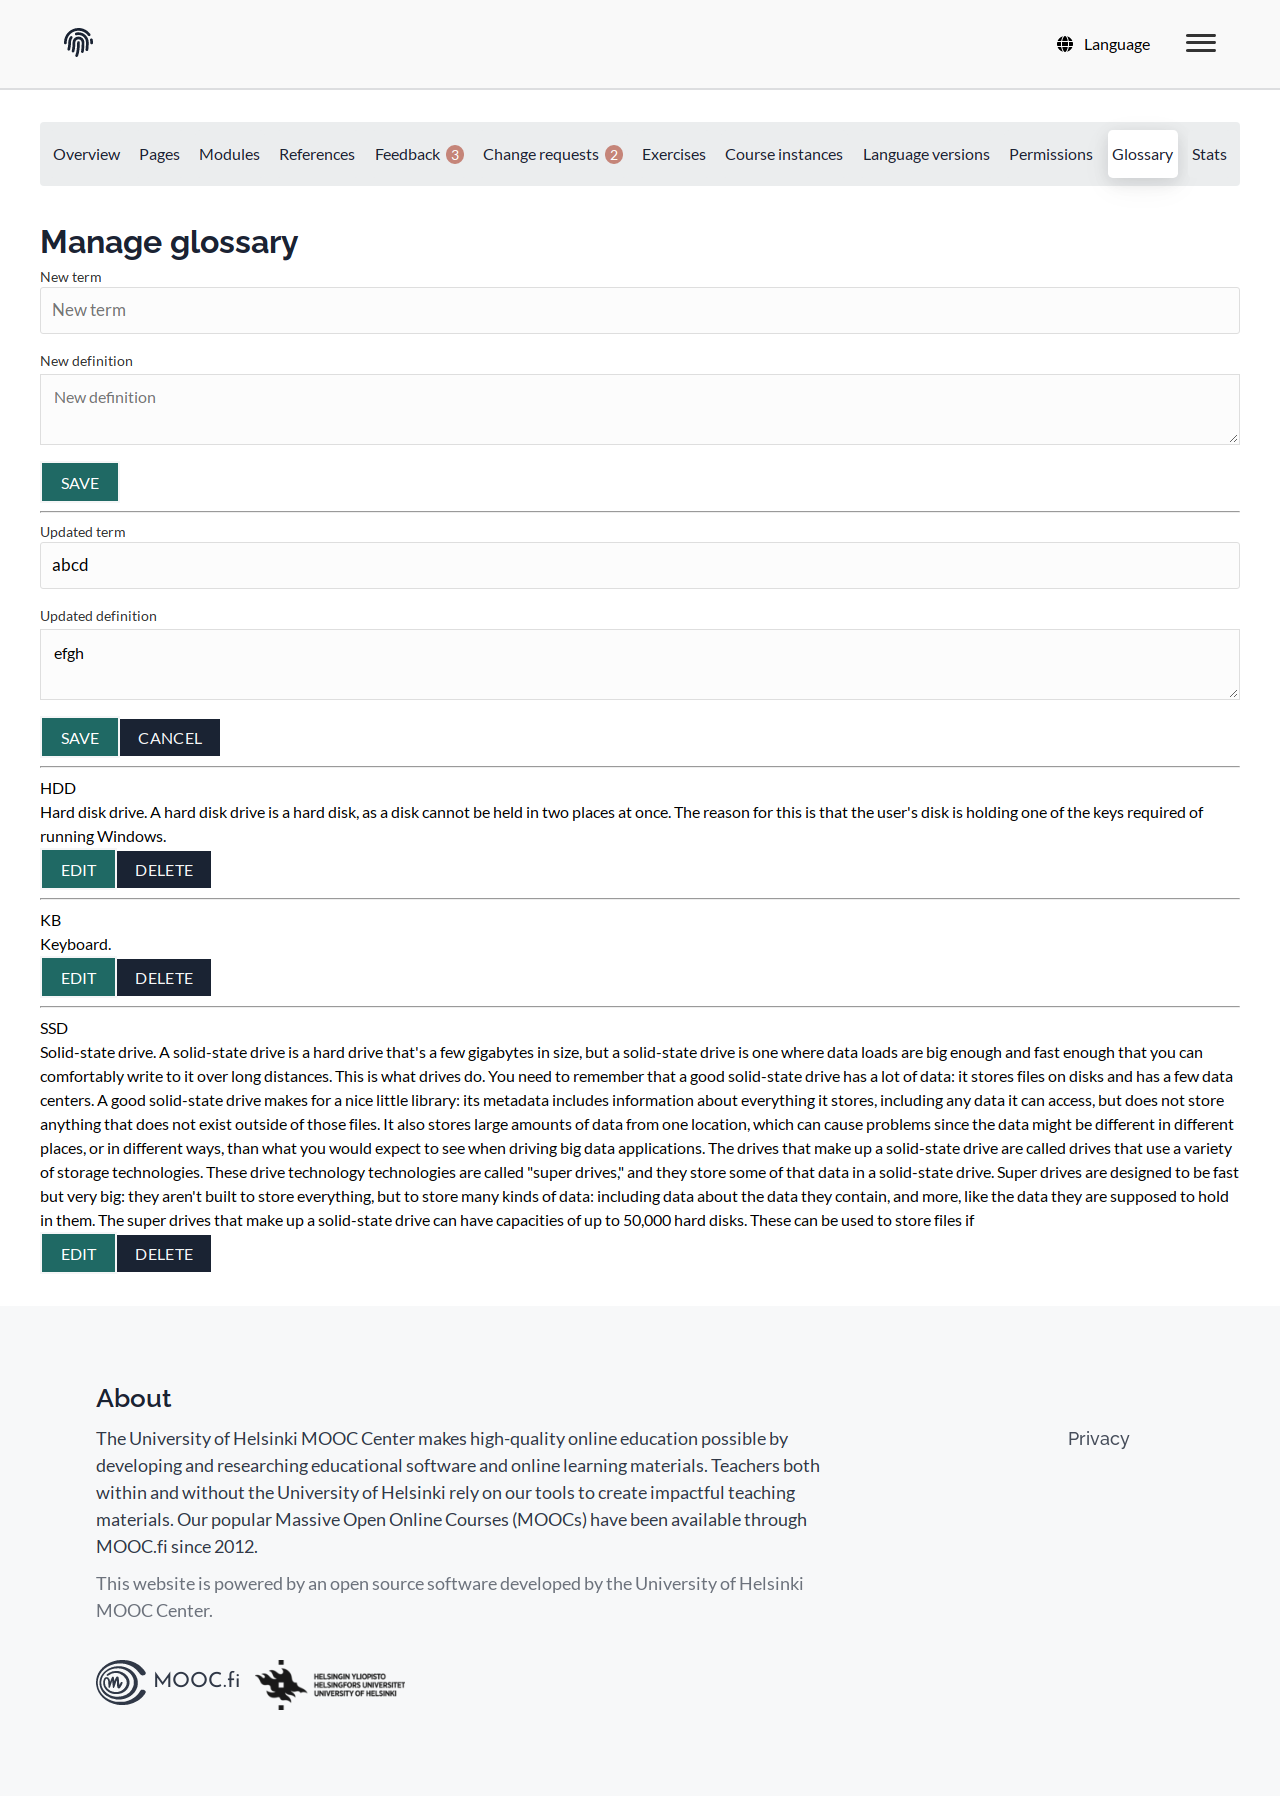 Language
Overview Pages Modules References Feedback 3 Change requests 2 Exercises Course instances Language versions Permissions Glossary Stats
Manage glossary
New term
New term
New definition
New definition
SAVE
Updated term
abcd
Updated definition
efgh
SAVE CANCEL
HDD
Hard disk drive. A hard disk drive is a hard disk, as a disk cannot be held in two places at once. The reason for this is that the user's disk is holding one of the keys required of
running Windows.
EDIT DELETE
KB
Keyboard.
EDIT DELETE
SSD
Solid-state drive. A solid-state drive is a hard drive that's a few gigabytes in size, but a solid-state drive is one where data loads are big enough and fast enough that you can
comfortably write to it over long distances. This is what drives do. You need to remember that a good solid-state drive has a lot of data: it stores files on disks and has a few data
centers. A good solid-state drive makes for a nice little library: its metadata includes information about everything it stores, including any data it can access, but does not store
anything that does not exist outside of those files. It also stores large amounts of data from one location, which can cause problems since the data might be different in different
places, or in different ways, than what you would expect to see when driving big data applications. The drives that make up a solid-state drive are called drives that use a variety
of storage technologies. These drive technology technologies are called "super drives," and they store some of that data in a solid-state drive. Super drives are designed to be fast
but very big: they aren't built to store everything, but to store many kinds of data: including data about the data they contain, and more, like the data they are supposed to hold
in them. The super drives that make up a solid-state drive can have capacities of up to 50,000 hard disks. These can be used to store files if
EDIT DELETE
About
The University of Helsinki MOOC Center makes high-quality online education possible by
developing and researching educational software and online learning materials. Teachers both
within and without the University of Helsinki rely on our tools to create impactful teaching
materials. Our popular Massive Open Online Courses (MOOCs) have been available through
MOOC.fi since 2012.
This website is powered by an open source software developed by the University of Helsinki
MOOC Center.
Privacy
MOOC.fi
HELSINGIN YLIOPISTO
HELSINGFORS UNIVERSITET
UNIVERSITY OF HELSINKI